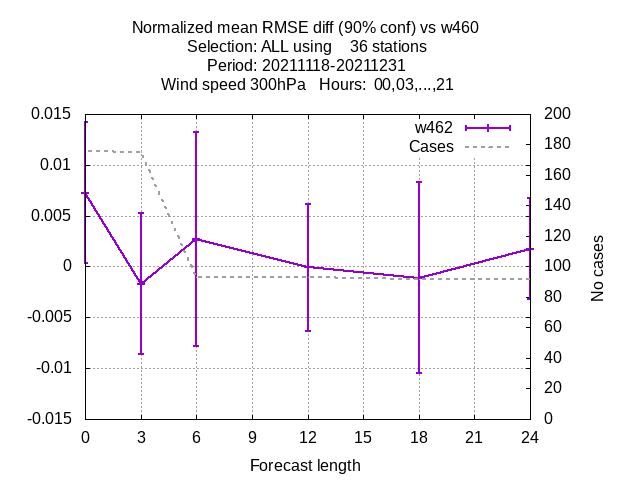 Normalized mean RMSE diff (90% conf) vs w460
Selection: ALL using 36 stations
Period: 20211118-20211231
Wind speed 300hPa Hours: 00,03,...,21
w462
Cases
0.015
0.01
0.005
0
-0.005
-0.01
-0.015
200
180
160
140
120
100
80
60
40
20
0
No cases
0 3 6 9 12 15 18 21 24
Forecast length